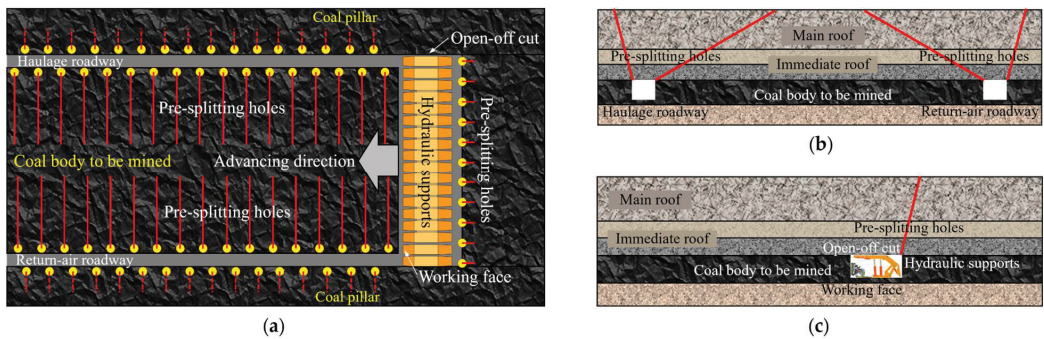 Coal pillar
Open-off cut
Haulage roadway
Pre-splitting holes
Hydraulic supports
Pre-splitting holes
Coal body to be mined
Advancing direction
Pre-splitting holes
Return-air roadway
Working face
Coal pillar
(a)
Main roof
Pre-splitting holes
Pre-splitting holes
Immediate roof
Coal body to be mined
Haulage roadway
Return-air roadway
(b)
Main roof
Pre-splitting holes
Immediate roof
Open-off cut
Coal body to be mined
Hydraulic supports
Working face
(c)